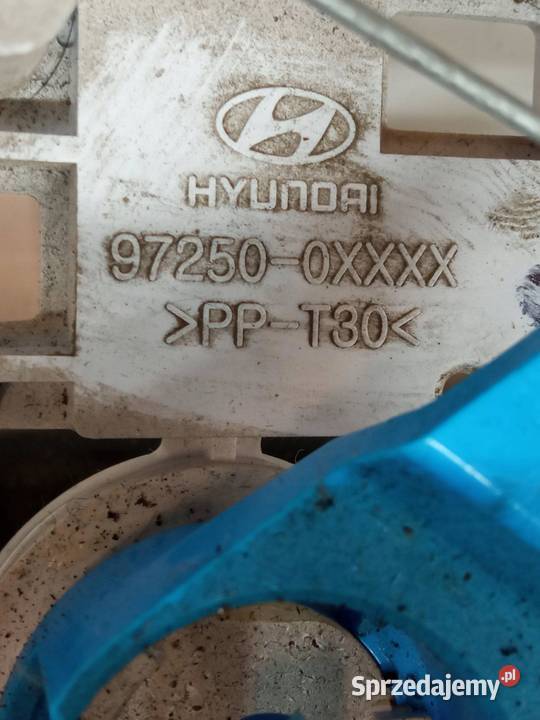 HYUNDAI
97250-0XXXX
>PP-T30<
Sprzedajemy.pl